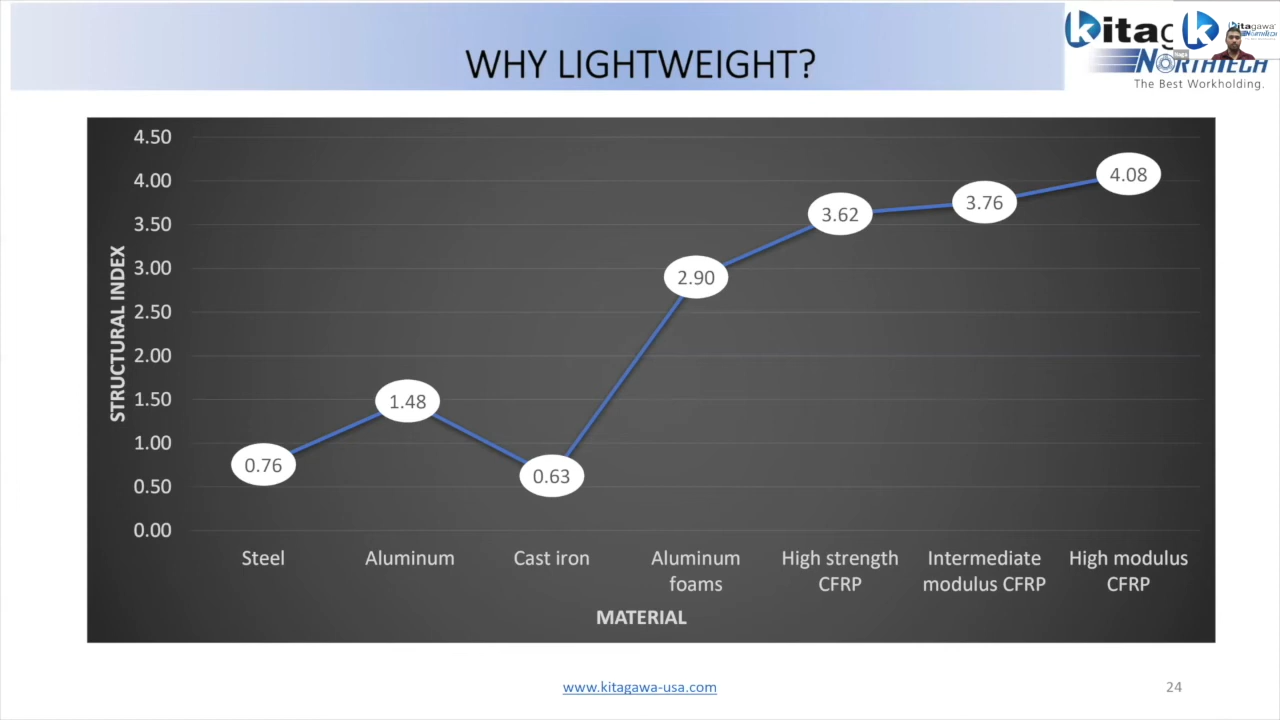 WHY LIGHTWEIGHT?
kitag
k
kitagawa
NORTHTECH
The Best Workholding.
4.50
4.00
3.50
3.00
2.50
2.00
1.50
1.00
0.50
0.00
STRUCTURAL INDEX
0.76
1.48
0.63
2.90
3.62
3.76
4.08
Steel
Aluminum
Cast iron
Aluminum
foams
High strength
CFRP
Intermediate
modulus CFRP
High modulus
CFRP
MATERIAL
www.kitagawa-usa.com
24